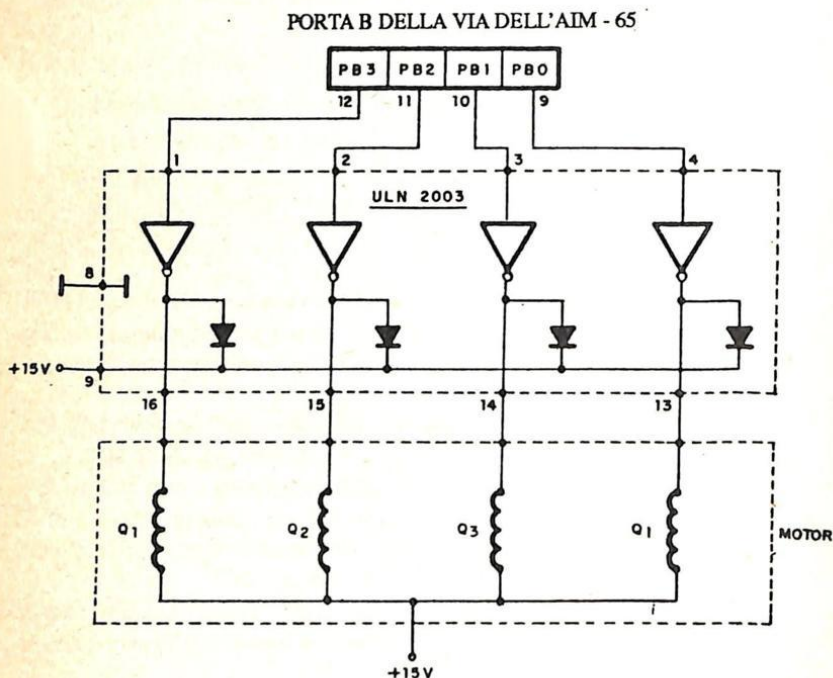 PORTA B DELLA VIA DELL'AIM - 65
PB3 PB2 PB1 PB0
12 11 10 9
1 2 3 4
ULN 2003
8
+15V
9
16 15 14 13
Q1 Q2 Q3 Q1
MOTOR
+15V